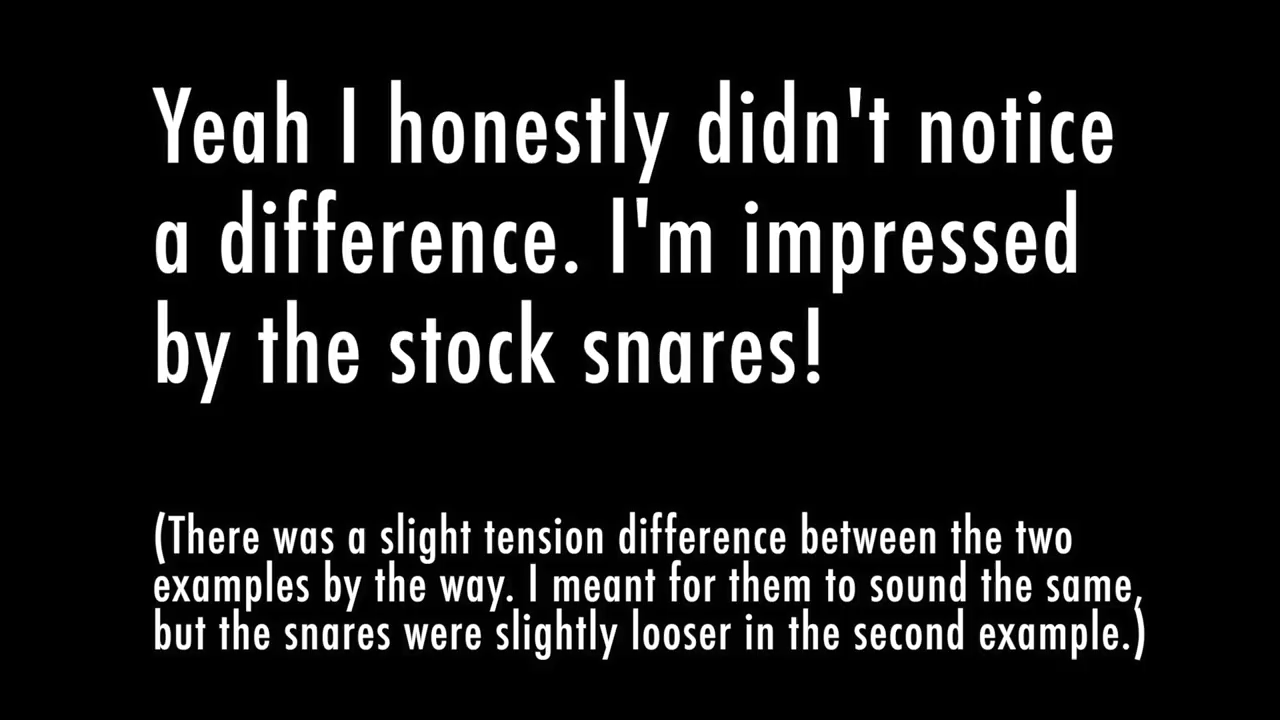 Yeah I honestly didn't notice
a difference. I'm impressed
by the stock snares!
(There was a slight tension difference between the two
examples by the way. I meant for them to sound the same,
but the snares were slightly looser in the second example.)